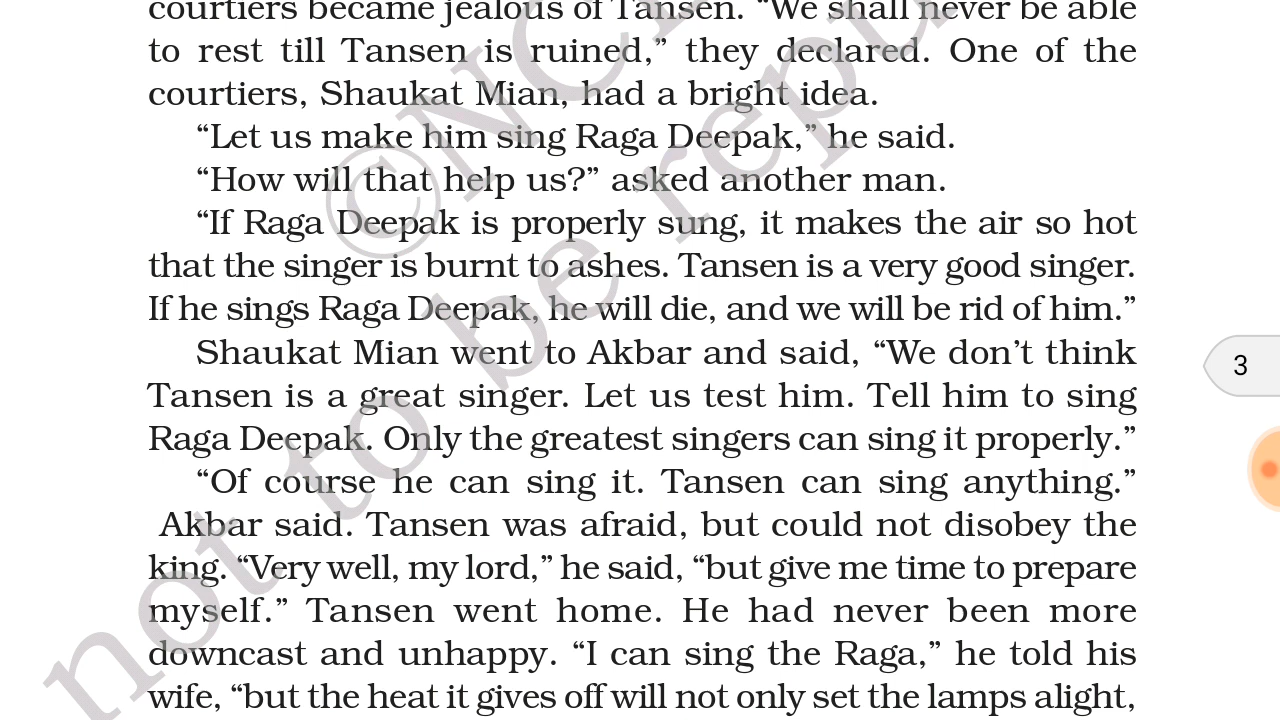 courtiers became jealous of Tansen. “We shall never be able
to rest till Tansen is ruined,” they declared. One of the
courtiers, Shaukat Mian, had a bright idea.
“Let us make him sing Raga Deepak,” he said.
“How will that help us?” asked another man.
“If Raga Deepak is properly sung, it makes the air so hot
that the singer is burnt to ashes. Tansen is a very good singer.
If he sings Raga Deepak, he will die, and we will be rid of him.”
Shaukat Mian went to Akbar and said, “We don’t think
Tansen is a great singer. Let us test him. Tell him to sing
Raga Deepak. Only the greatest singers can sing it properly.”
“Of course he can sing it. Tansen can sing anything.”
Akbar said. Tansen was afraid, but could not disobey the
king. “Very well, my lord,” he said, “but give me time to prepare
myself.” Tansen went home. He had never been more
downcast and unhappy. “I can sing the Raga,” he told his
wife, “but the heat it gives off will not only set the lamps alight,
3
©NC
not to be repu